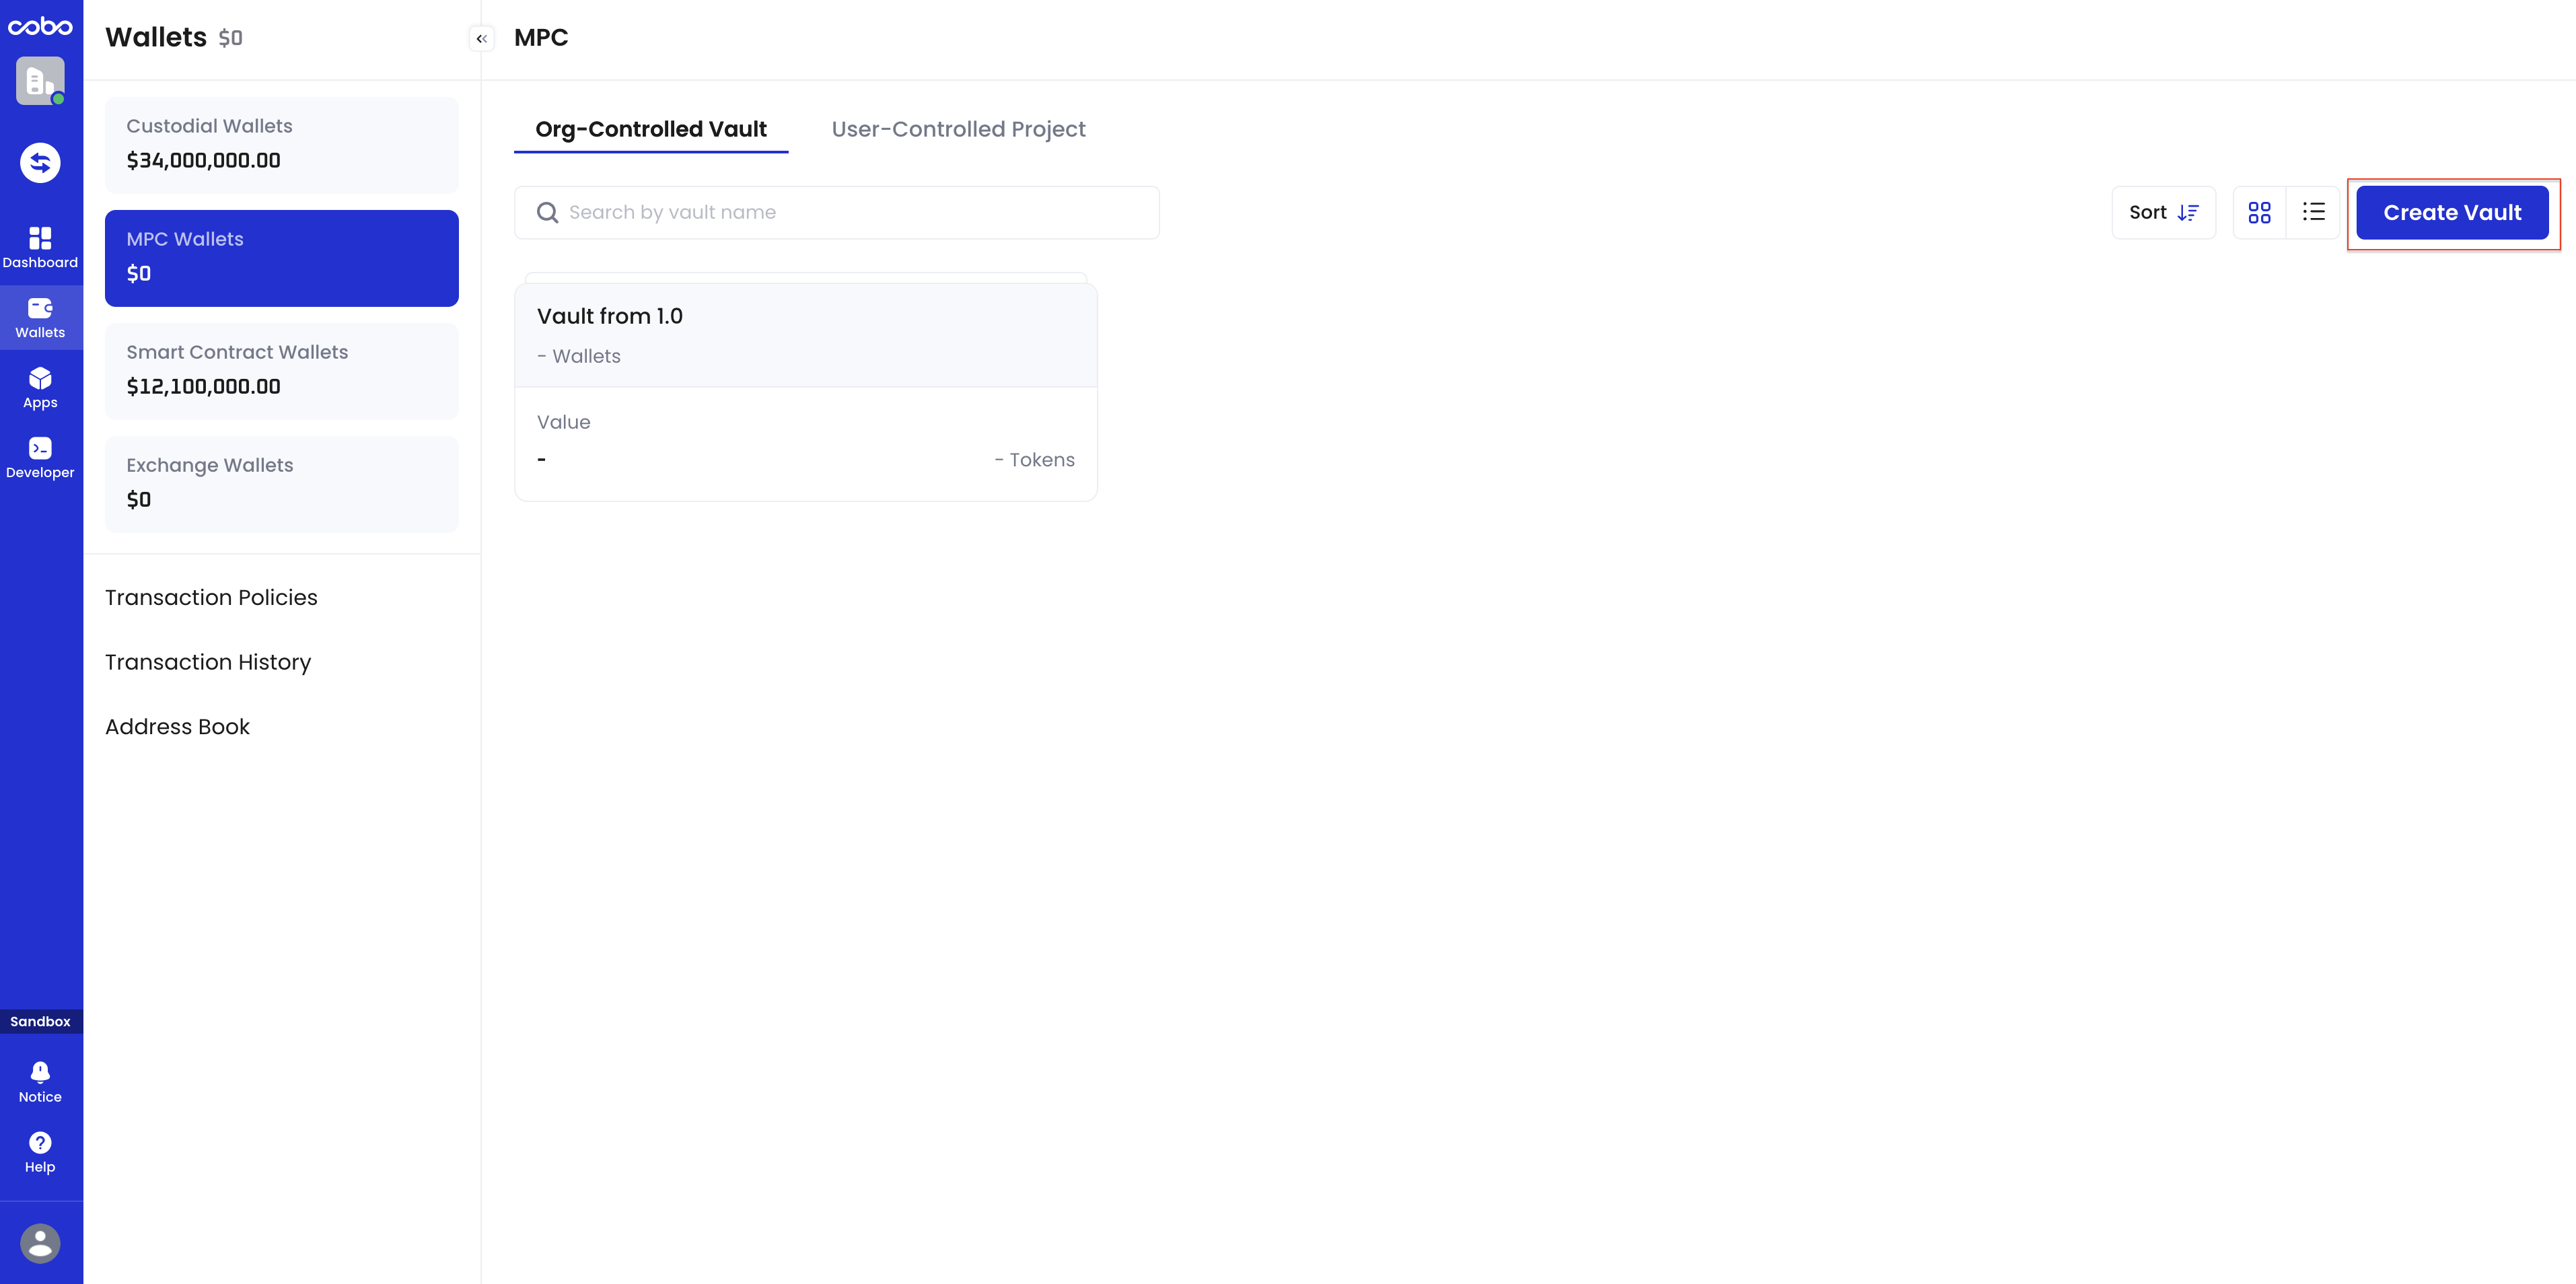 cobo
Dashboard
Wallets
Apps
Developer
Sandbox
Notice
Help
Wallets $0
Custodial Wallets
$34,000,000.00
MPC Wallets
$0
Smart Contract Wallets
$12,100,000.00
Exchange Wallets
$0
Transaction Policies
Transaction History
Address Book
MPC
Org-Controlled Vault User-Controlled Project
Search by vault name
Sort
Create Vault
Vault from 1.0
- Wallets
Value
- - Tokens